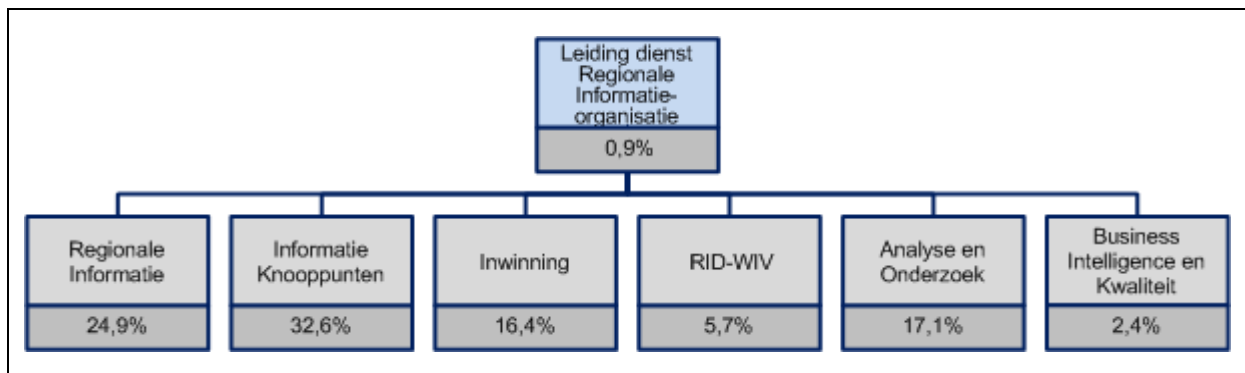 Leiding dienst
Regionale
Informatie-
organisatie
0,9%
Regionale
Informatie
24,9%
Informatie
Knooppunten
32,6%
Inwinning
16,4%
RID-WIV
5,7%
Analyse en
Onderzoek
17,1%
Business
Intelligence en
Kwaliteit
2,4%